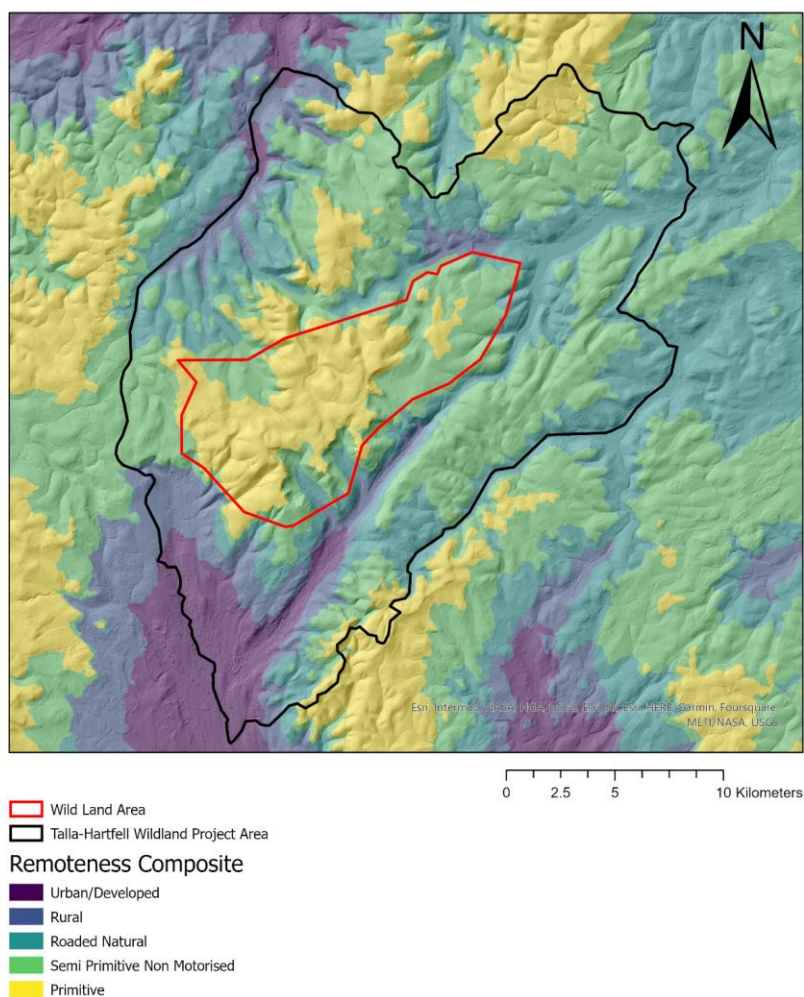 N
Esri, Intermap, NASA, NGA, USGS, Esri UK, Esri, HERE, Garmin, Foursquare,
METI/NASA, USGS
0 2.5 5 10 Kilometers
Wild Land Area
Talla-Hartfell Wildland Project Area
Remoteness Composite
Urban/Developed
Rural
Roaded Natural
Semi Primitive Non Motorised
Primitive